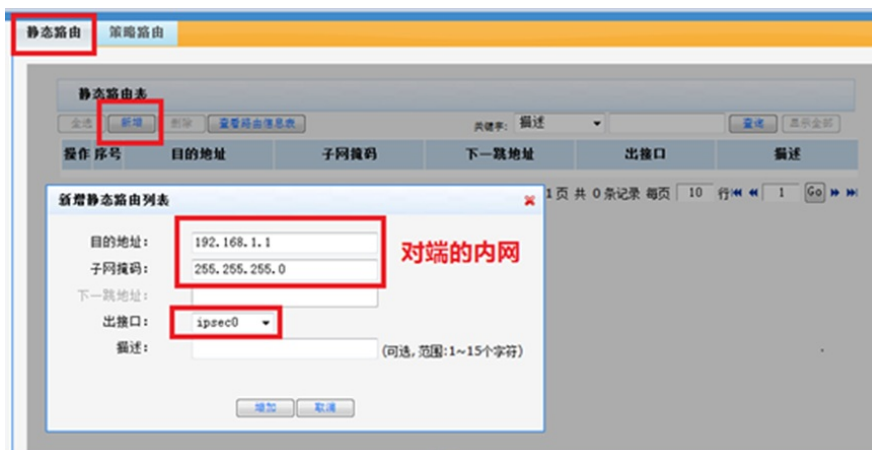 静态路由 策略路由
静态路由表
全选 新增 删除 查看路由信息表 关键字: 描述 查询 显示全部
操作 序号 目的地址 子网掩码 下一跳地址 出接口 描述
1 页 共 0 条记录 每页 10 行 1 Go
新增静态路由列表
目的地址: 192.168.1.1
子网掩码: 255.255.255.0
对端的内网
下一跳地址:
出接口: ipsec0
描述: (可选,范围:1~15个字符)
增加 取消